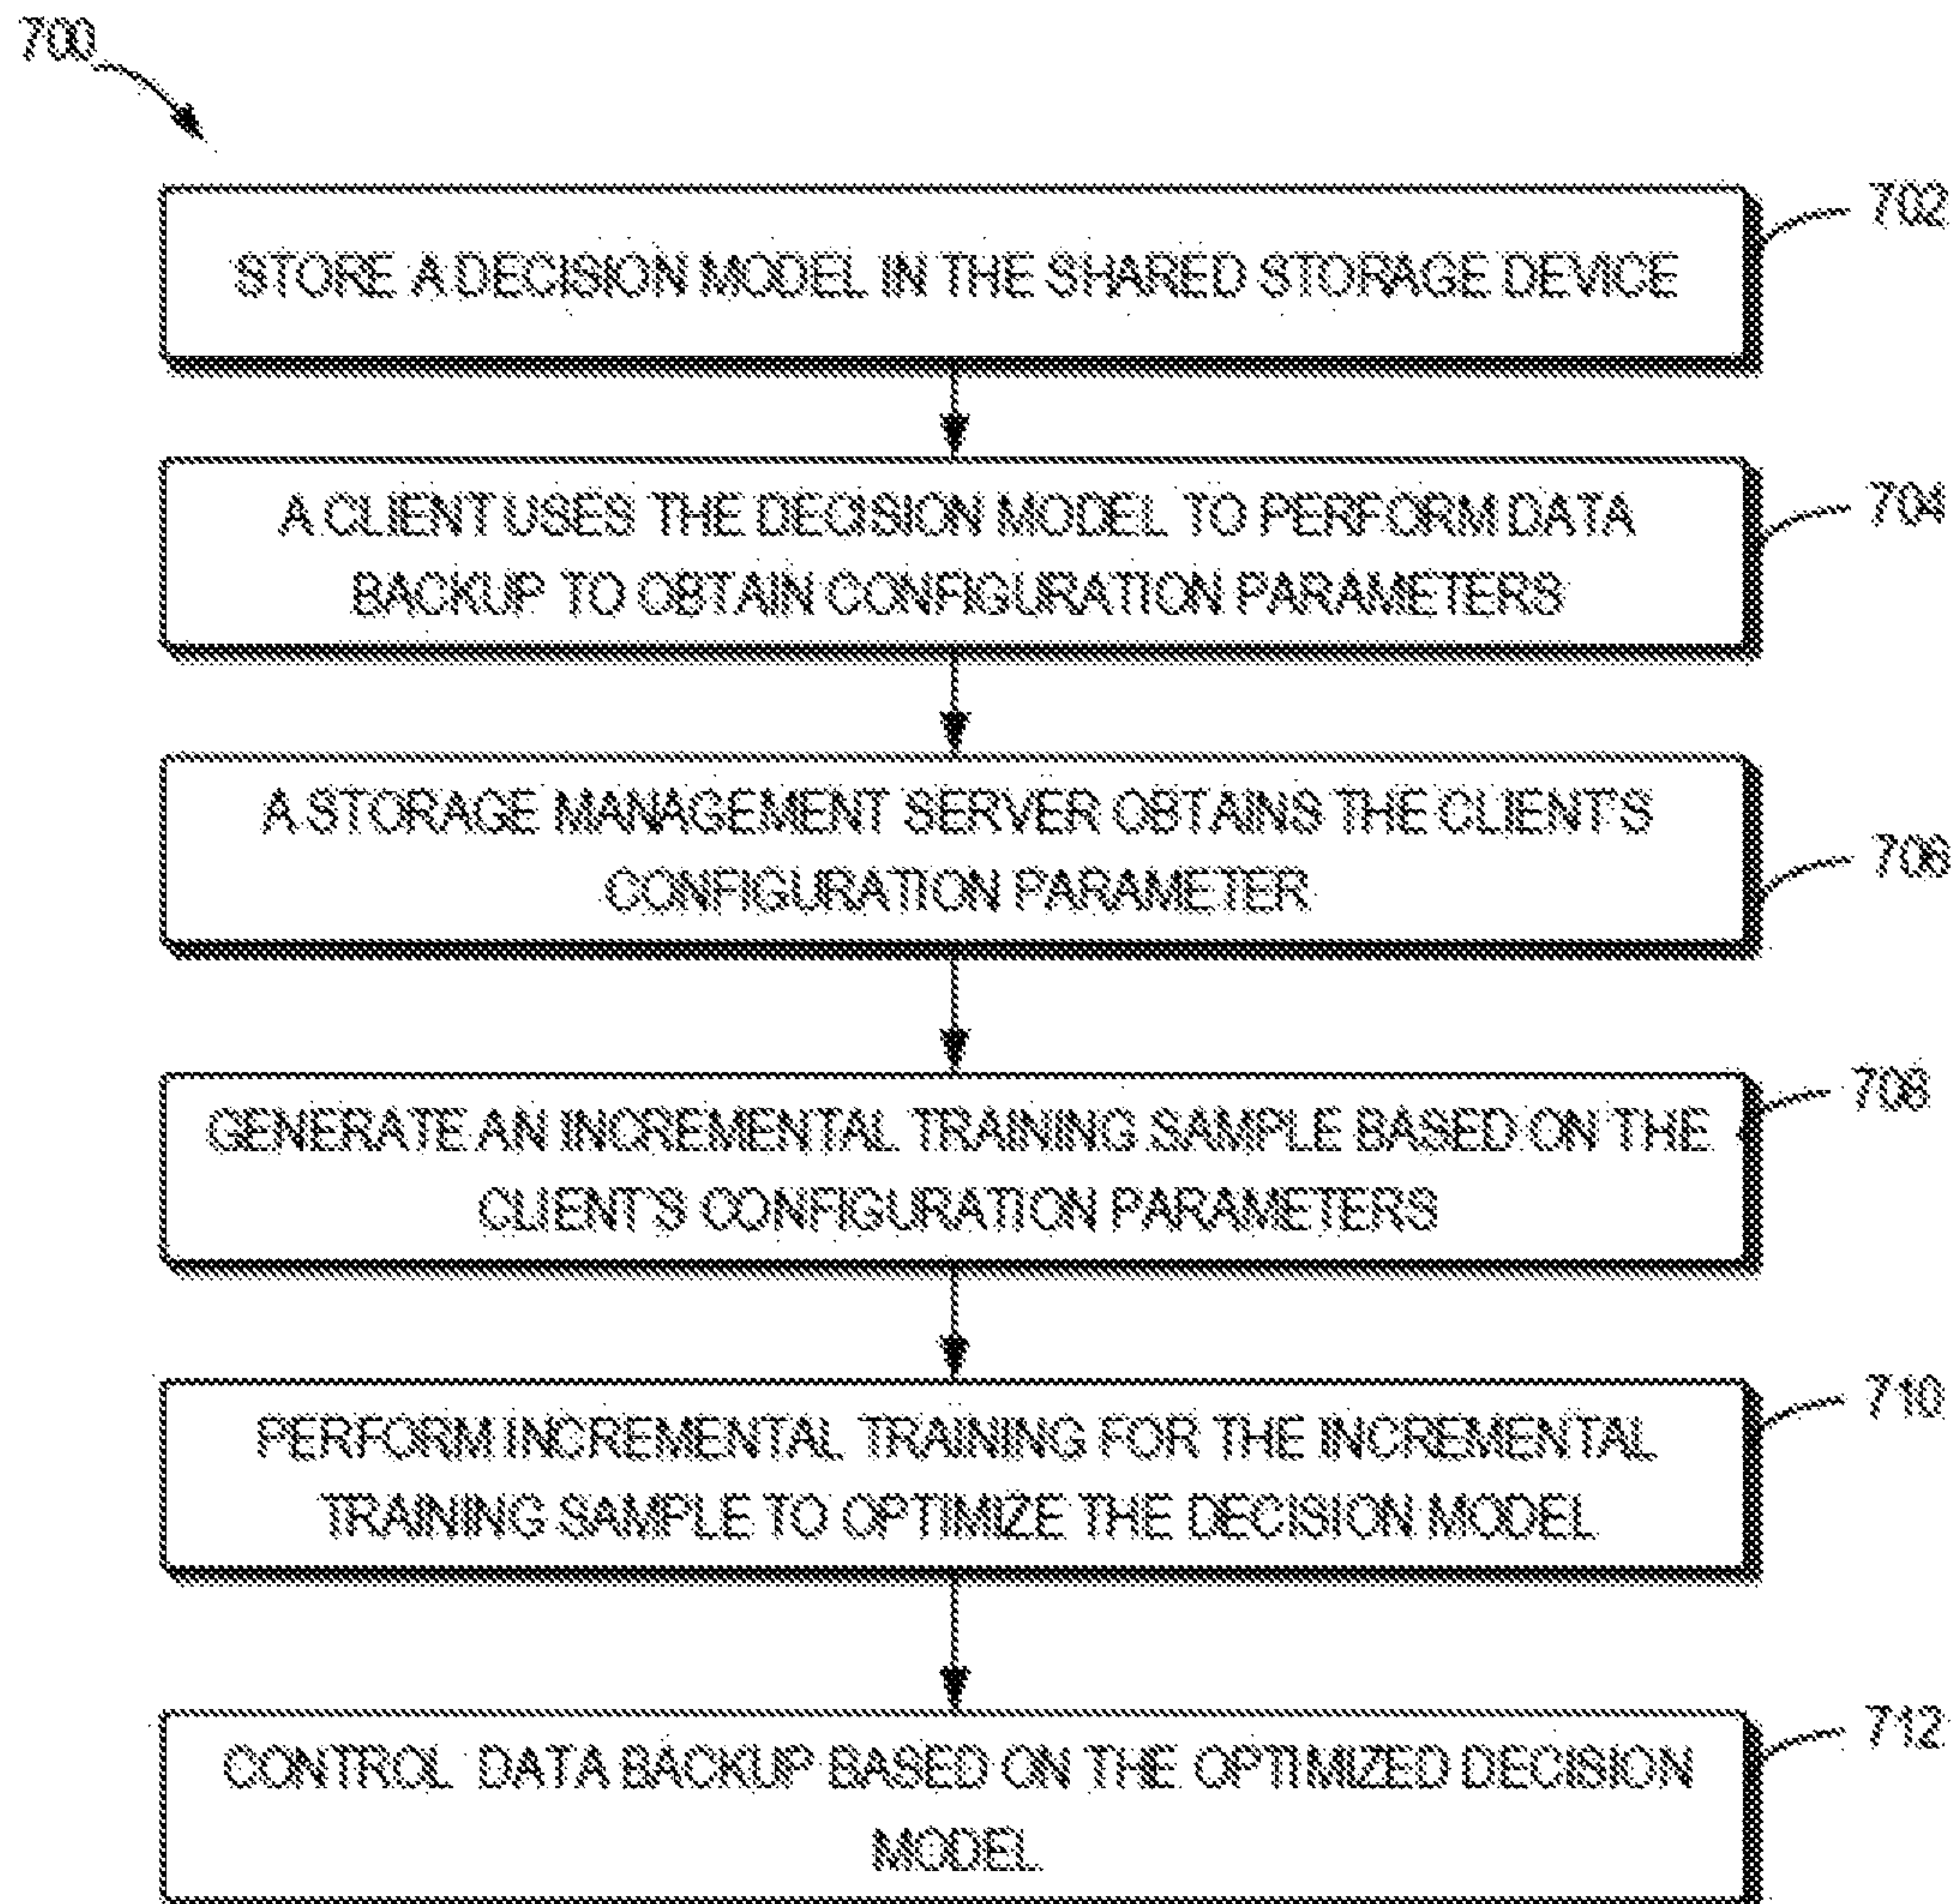 700
702
STORE A DECISION MODEL IN THE SHARED STORAGE DEVICE
704
A CLIENT USES THE DECISION MODEL TO PERFORM DATA
BACKUP TO OBTAIN CONFIGURATION PARAMETERS
706
A STORAGE MANAGEMENT SERVER OBTAINS THE CLIENT'S
CONFIGURATION PARAMETER
708
GENERATE AN INCREMENTAL TRAINING SAMPLE BASED ON THE
CLIENT'S CONFIGURATION PARAMETERS
710
PERFORM INCREMENTAL TRAINING FOR THE INCREMENTAL
TRAINING SAMPLE TO OPTIMIZE THE DECISION MODEL
712
CONTROL DATA BACKUP BASED ON THE OPTIMIZED DECISION
MODEL